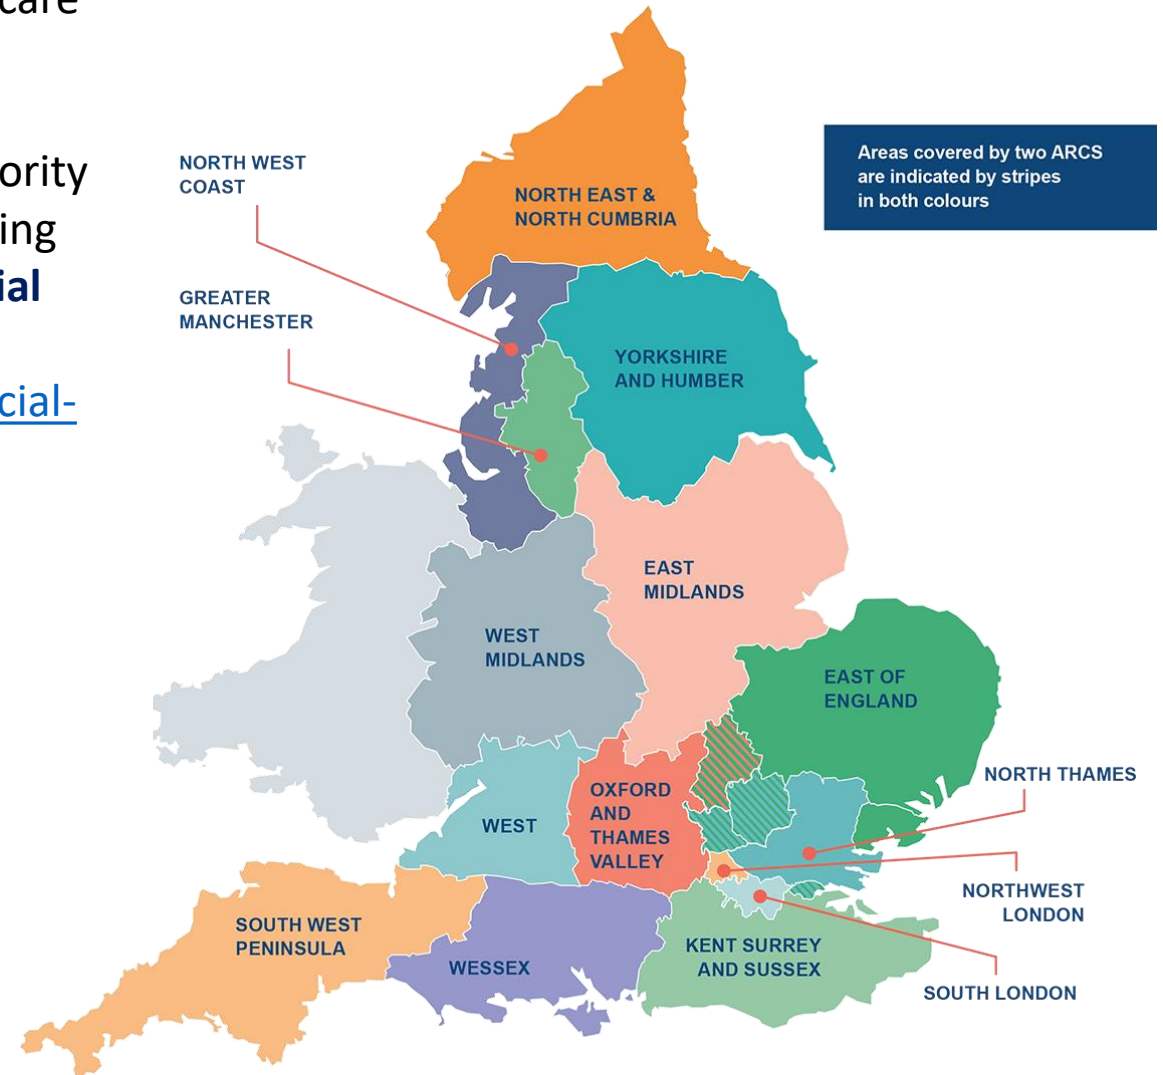 care
ority
ing
ial
cial-
NORTH WEST
COAST
GREATER
MANCHESTER
NORTH EAST &
NORTH CUMBRIA
Areas covered by two ARCS
are indicated by stripes
in both colours
YORKSHIRE
AND HUMBER
EAST
MIDLANDS
WEST
MIDLANDS
EAST OF
ENGLAND
NORTH THAMES
OXFORD
AND
THAMES
VALLEY
WEST
NORTHWEST
LONDON
SOUTH WEST
PENINSULA
WESSEX
KENT SURREY
AND SUSSEX
SOUTH LONDON